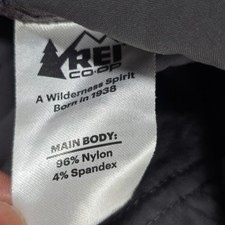 REI
CO·OP
A Wilderness Spirit
Born in 1938
MAIN BODY:
96% Nylon
4% Spandex